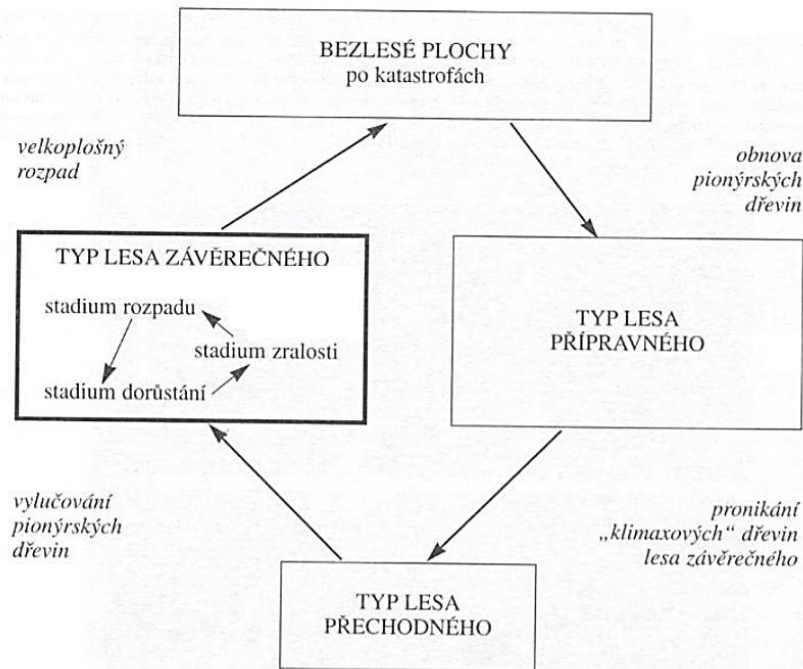 BEZLESÉ PLOCHY
po katastrofách
velkoplošný
rozpad
obnova
pionýrských
dřevin
TYP LESA ZÁVĚREČNÉHO
stadium rozpadu
stadium zralosti
stadium dorůstání
TYP LESA
PŘÍPRAVNÉHO
vylučování
pionýrských
dřevin
pronikání
„klimaxových“ dřevin
lesa závěrečného
TYP LESA
PŘECHODNÉHO